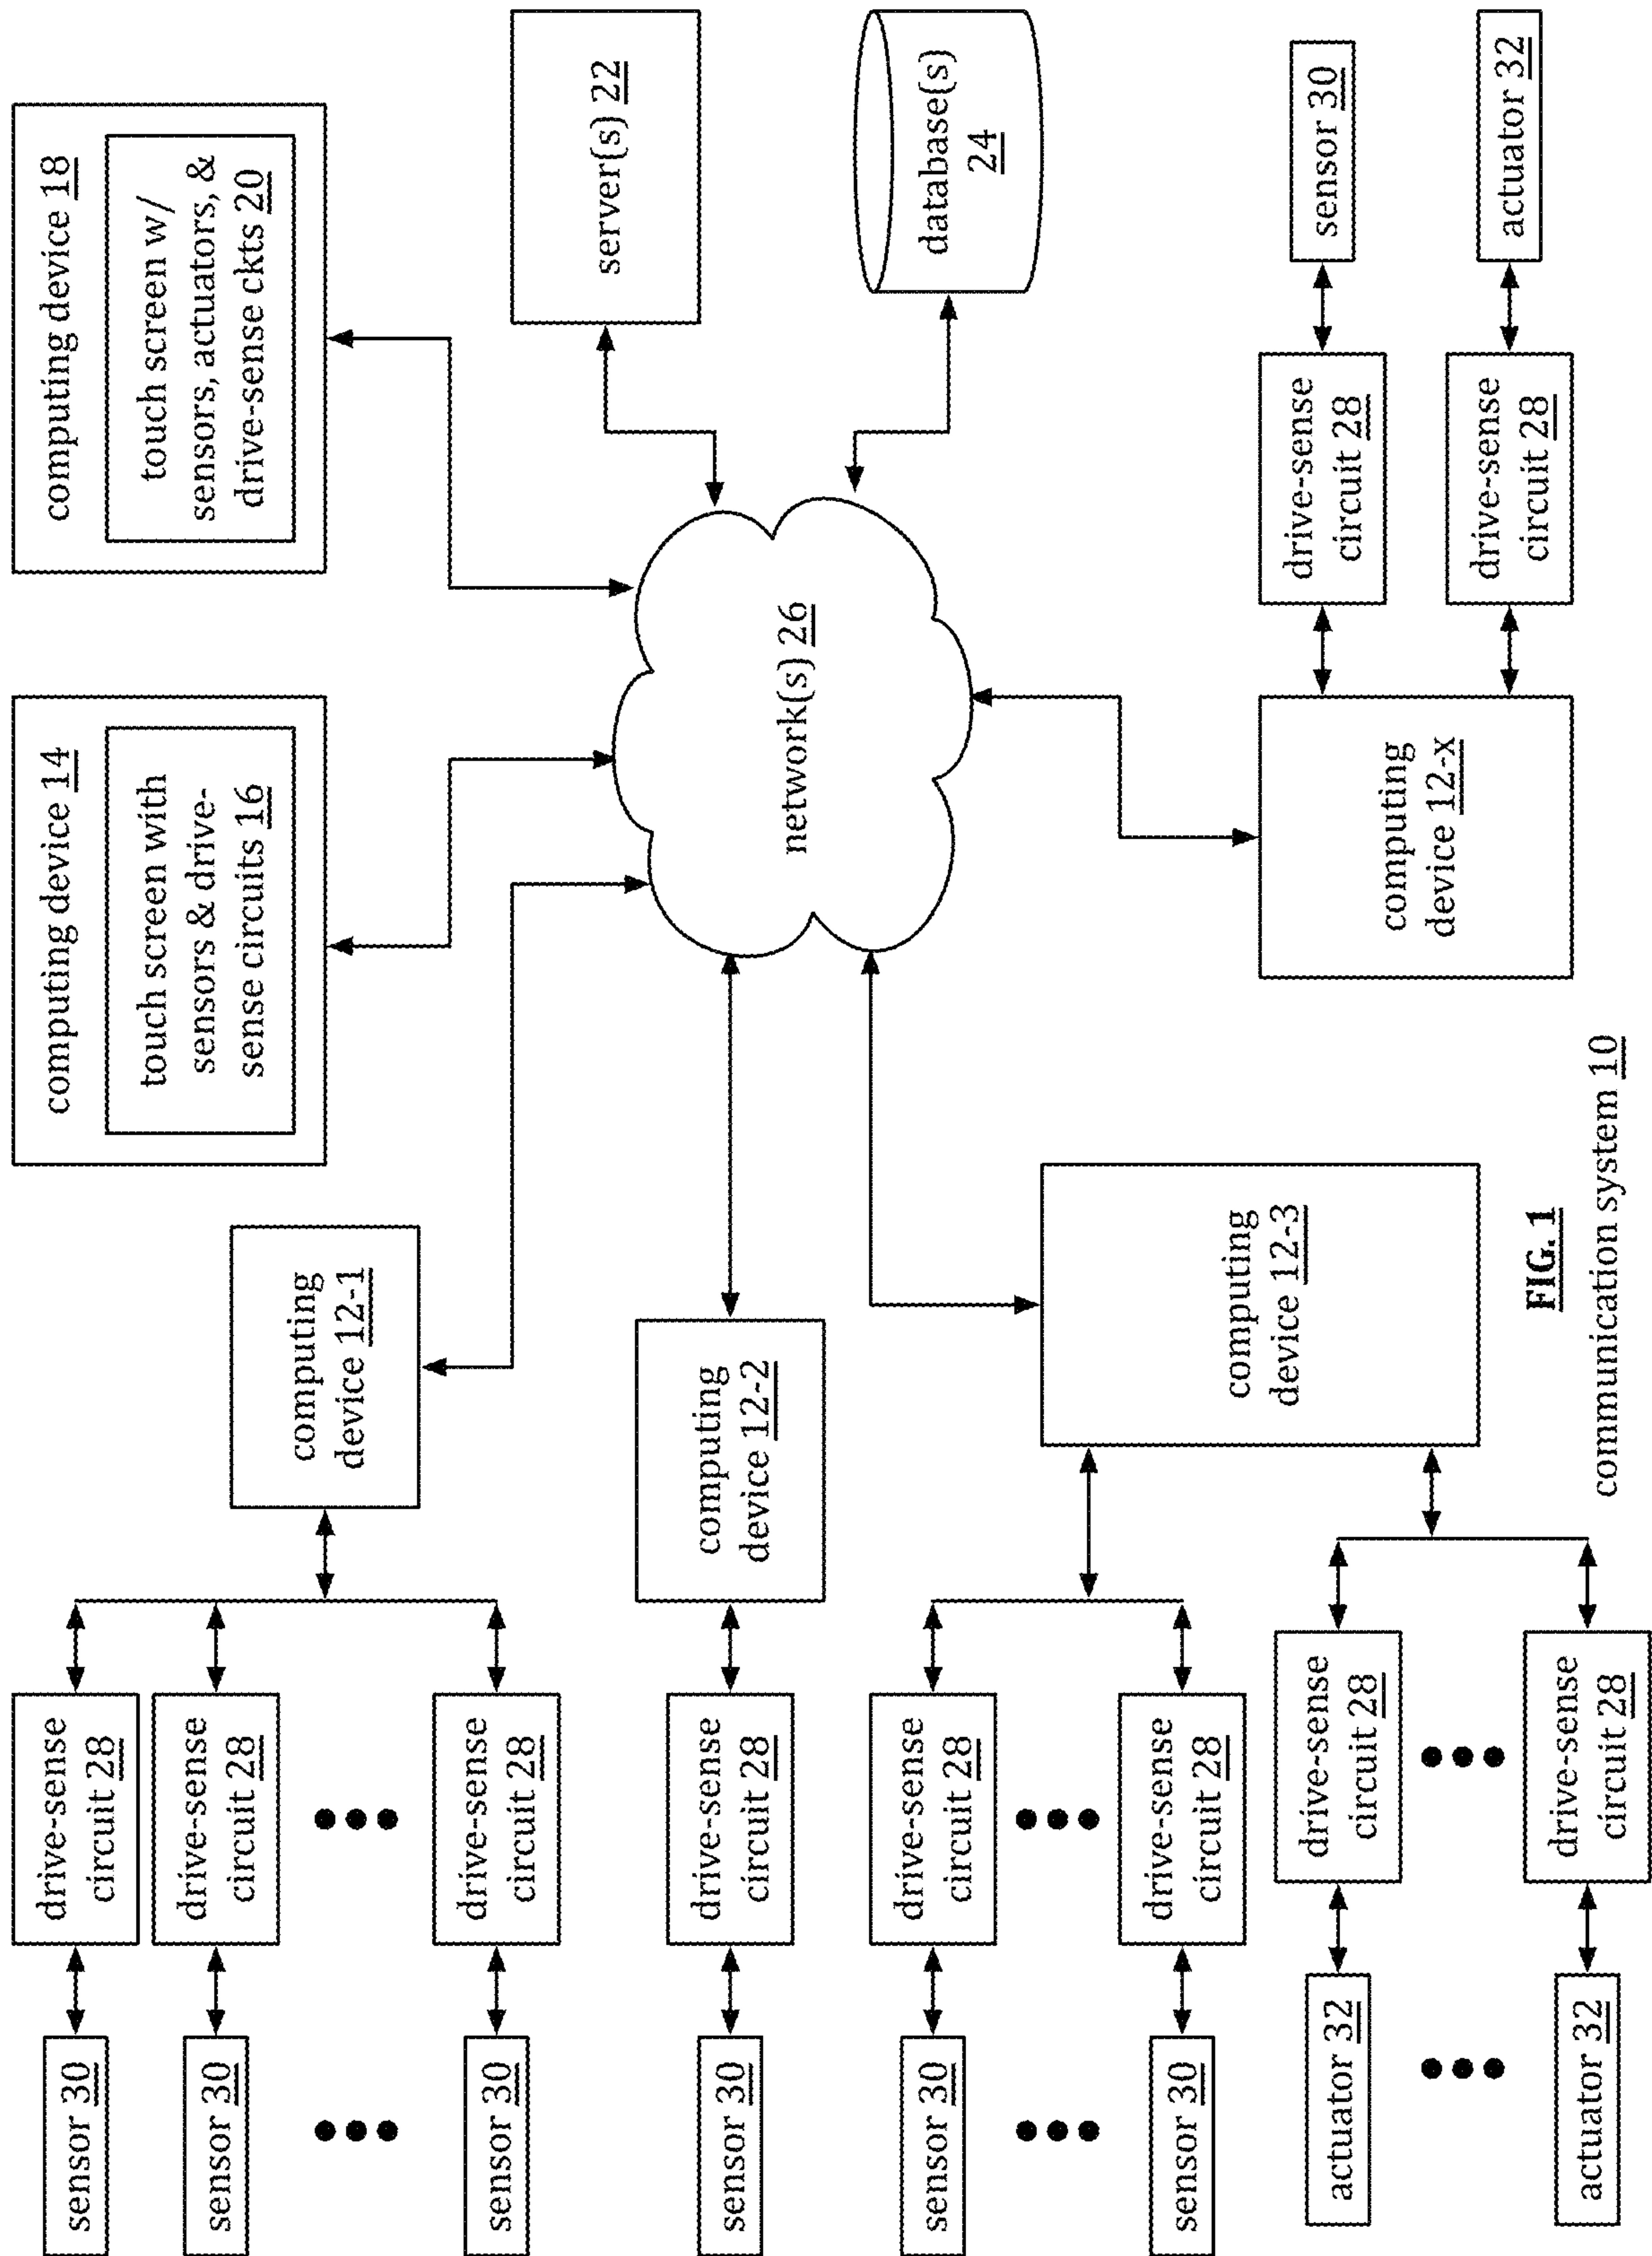 sensor 30
drive-sense
circuit 28
sensor 30
drive-sense
circuit 28
sensor 30
drive-sense
circuit 28
computing
device 12-1
computing device 14
touch screen with
sensors & drive-
sense circuits 16
computing device 18
touch screen w/
sensors, actuators, &
drive-sense ckts 20
sensor 30
drive-sense
circuit 28
computing
device 12-2
network(s) 26
server(s) 22
database(s)
24
sensor 30
drive-sense
circuit 28
sensor 30
drive-sense
circuit 28
computing
device 12-3
actuator 32
drive-sense
circuit 28
actuator 32
drive-sense
circuit 28
computing
device 12-x
drive-sense
circuit 28
sensor 30
drive-sense
circuit 28
actuator 32
FIG. 1
communication system 10